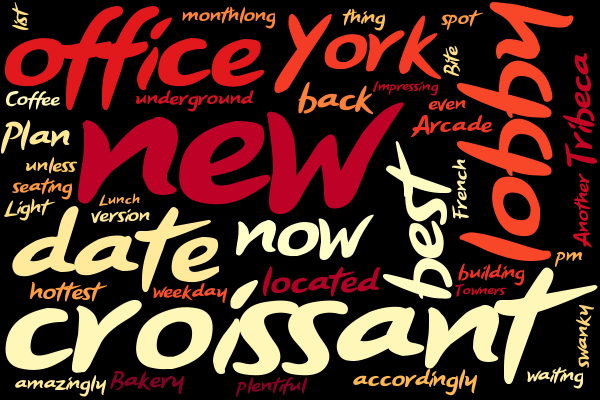 list
office
monthlong
york
thing
spot
Bite
lobby
Coffee
underground
back
Impressing
even
Arcade
Another
Tribeca
Plan
new
unless
seating
Light
Lunch
version
French
best
date
now
pm
hottest
weekday
located
building
Towners
croissant
swanky
amazingly
Bakery
plentiful
accordingly
waiting